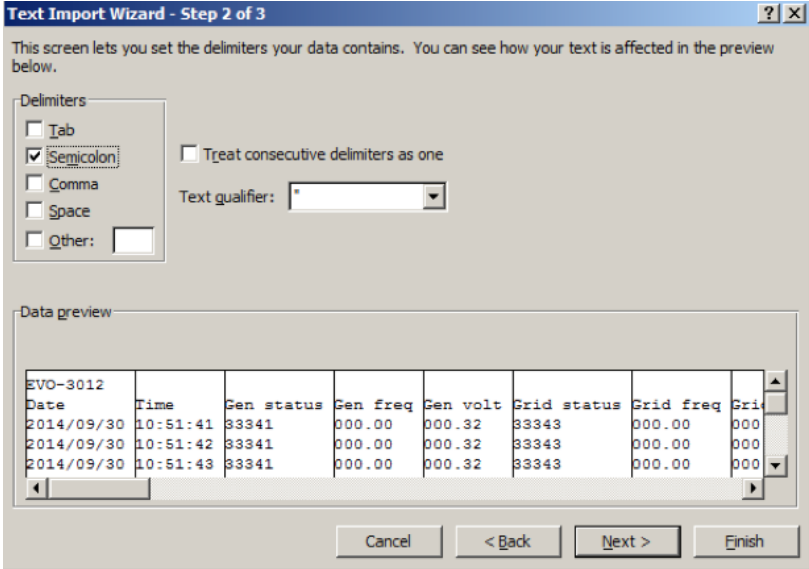 Text Import Wizard - Step 2 of 3
This screen lets you set the delimiters your data contains. You can see how your text is affected in the preview
below.
Delimiters
Tab
Semicolon
Comma
Space
Other:
Treat consecutive delimiters as one
Text qualifier: "
Data preview
EVO-3012
Date Time Gen status Gen freq Gen volt Grid status Grid freq Gri
2014/09/30 10:51:41 33341 000.00 000.32 33343 000.00 000
2014/09/30 10:51:42 33341 000.00 000.32 33343 000.00 000
2014/09/30 10:51:43 33341 000.00 000.32 33343 000.00 000
Cancel < Back Next > Finish